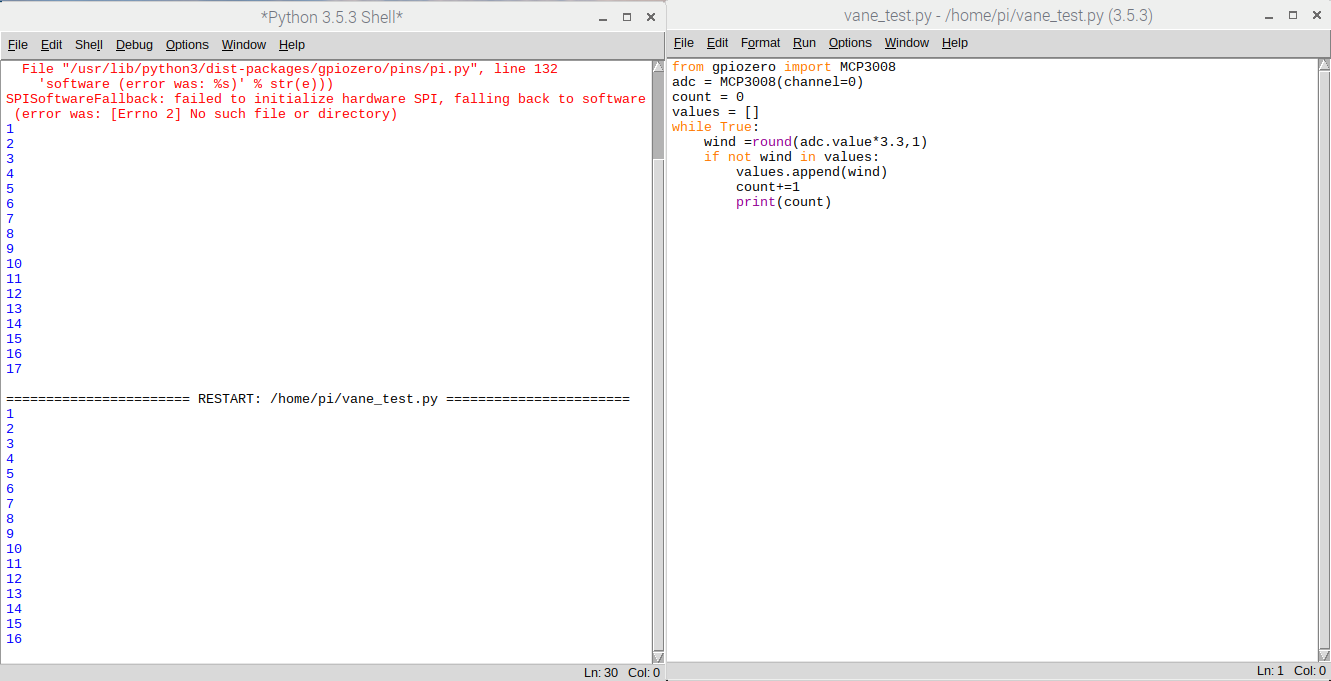 *Python 3.5.3 Shell*
File Edit Shell Debug Options Window Help
File "/usr/lib/python3/dist-packages/gpiozero/pins/pi.py", line 132
'software (error was: %s)' % str(e)))
SPISoftwareFallback: failed to initialize hardware SPI, falling back to software
(error was: [Errno 2] No such file or directory)
1
2
3
4
5
6
7
8
9
10
11
12
13
14
15
16
17
======================= RESTART: /home/pi/vane_test.py =======================
1
2
3
4
5
6
7
8
9
10
11
12
13
14
15
16
Ln: 30 Col: 0
vane_test.py - /home/pi/vane_test.py (3.5.3)
File Edit Format Run Options Window Help
from gpiozero import MCP3008
adc = MCP3008(channel=0)
count = 0
values = []
while True:
    wind =round(adc.value*3.3,1)
    if not wind in values:
        values.append(wind)
        count+=1
        print(count)
Ln: 1 Col: 0